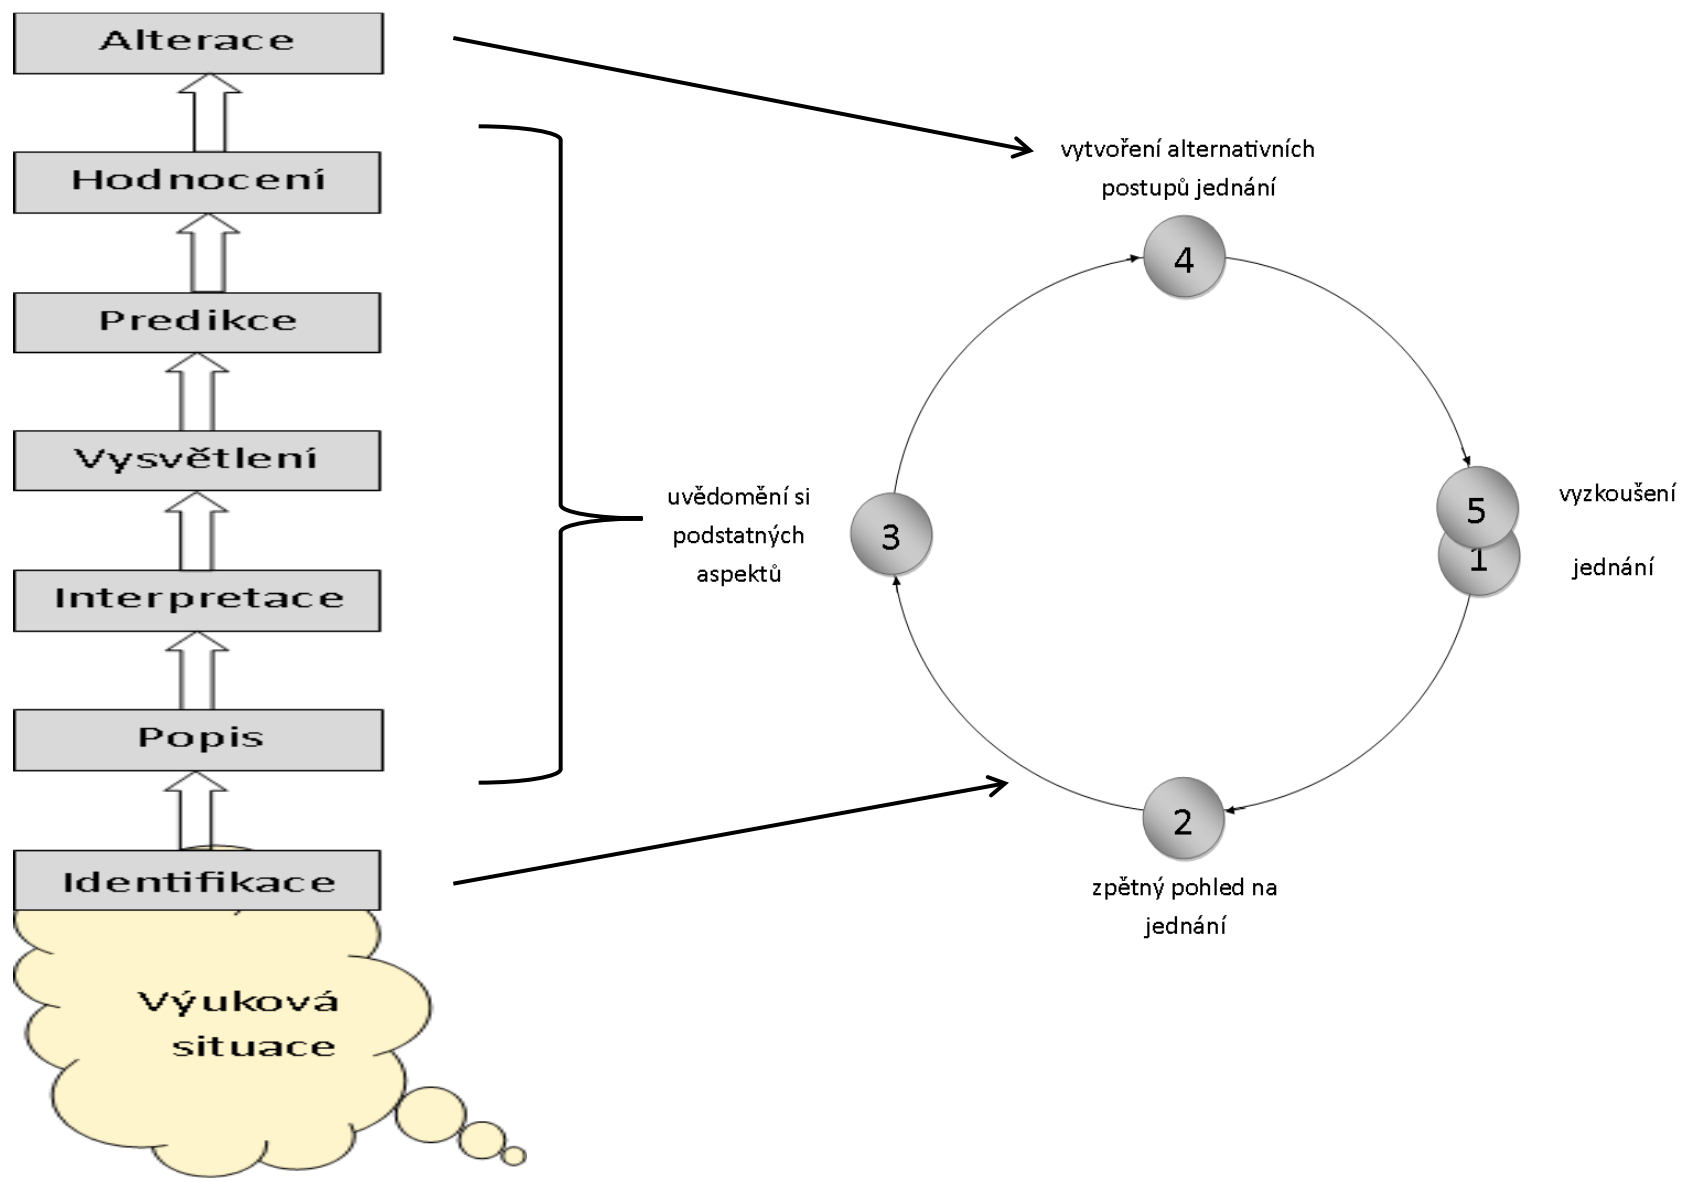 Alterace
Hodnocení
Predikce
Vysvětlení
Interpretace
Popis
Identifikace
Výuková
situace
uvědomění si
podstatných
aspektů
vytvoření alternativních
postupů jednání
4
3
5
vyzkoušení
1
jednání
2
zpětný pohled na
jednání